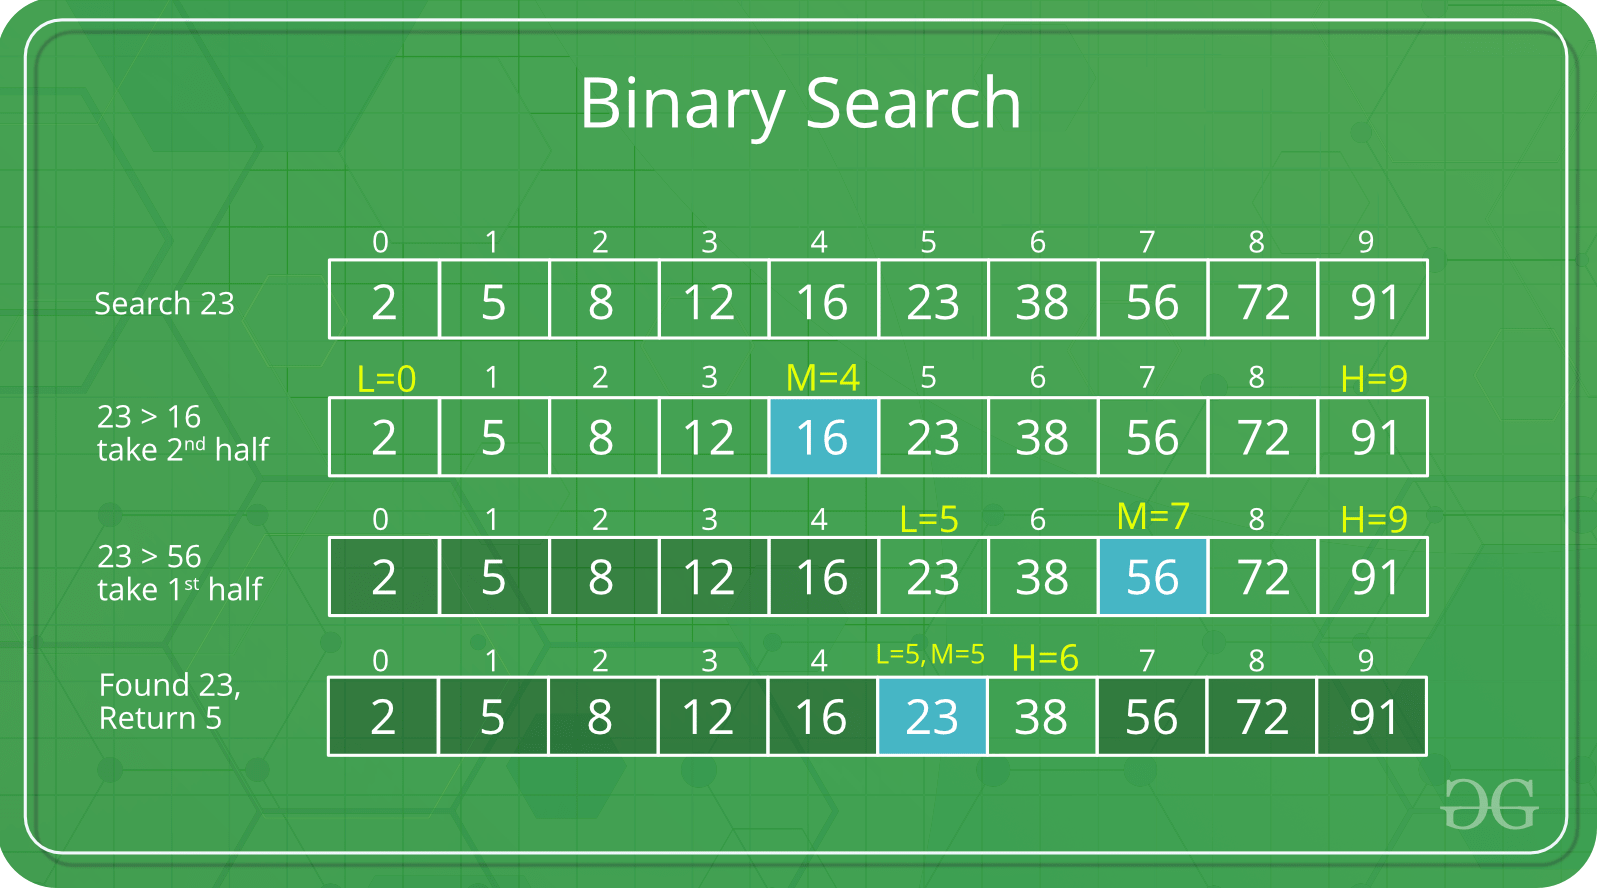 Binary Search
0 1 2 3 4 5 6 7 8 9
Search 23
2 5 8 12 16 23 38 56 72 91
L=0 1 2 3 M=4 5 6 7 8 H=9
23 > 16
take 2nd half
2 5 8 12 16 23 38 56 72 91
0 1 2 3 4 L=5 6 M=7 8 H=9
23 > 56
take 1st half
2 5 8 12 16 23 38 56 72 91
0 1 2 3 4 L=5, M=5 H=6 7 8 9
Found 23,
Return 5
2 5 8 12 16 23 38 56 72 91